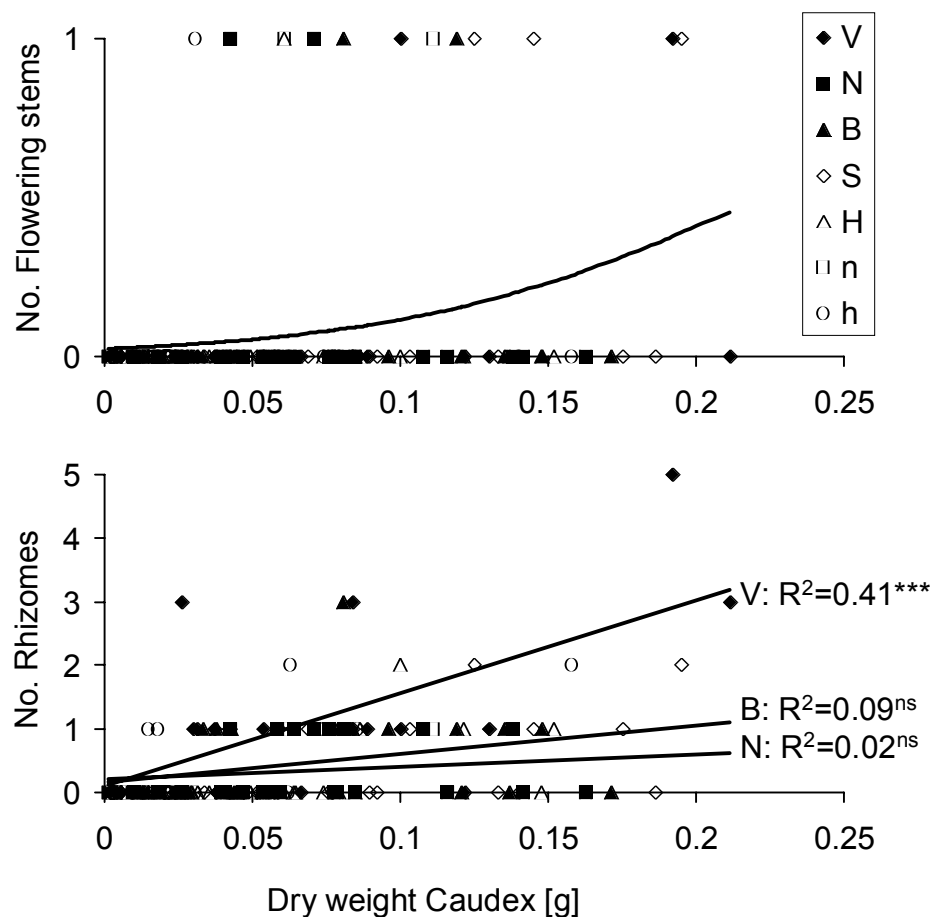 No. Flowering stems
1
0
0
0.05
0.1
0.15
0.2
0.25
V
N
B
S
H
n
h
No. Rhizomes
5
4
3
2
1
0
0
0.05
0.1
0.15
0.2
0.25
V: R²=0.41***
B: R²=0.09ⁿˢ
N: R²=0.02ⁿˢ
Dry weight Caudex [g]